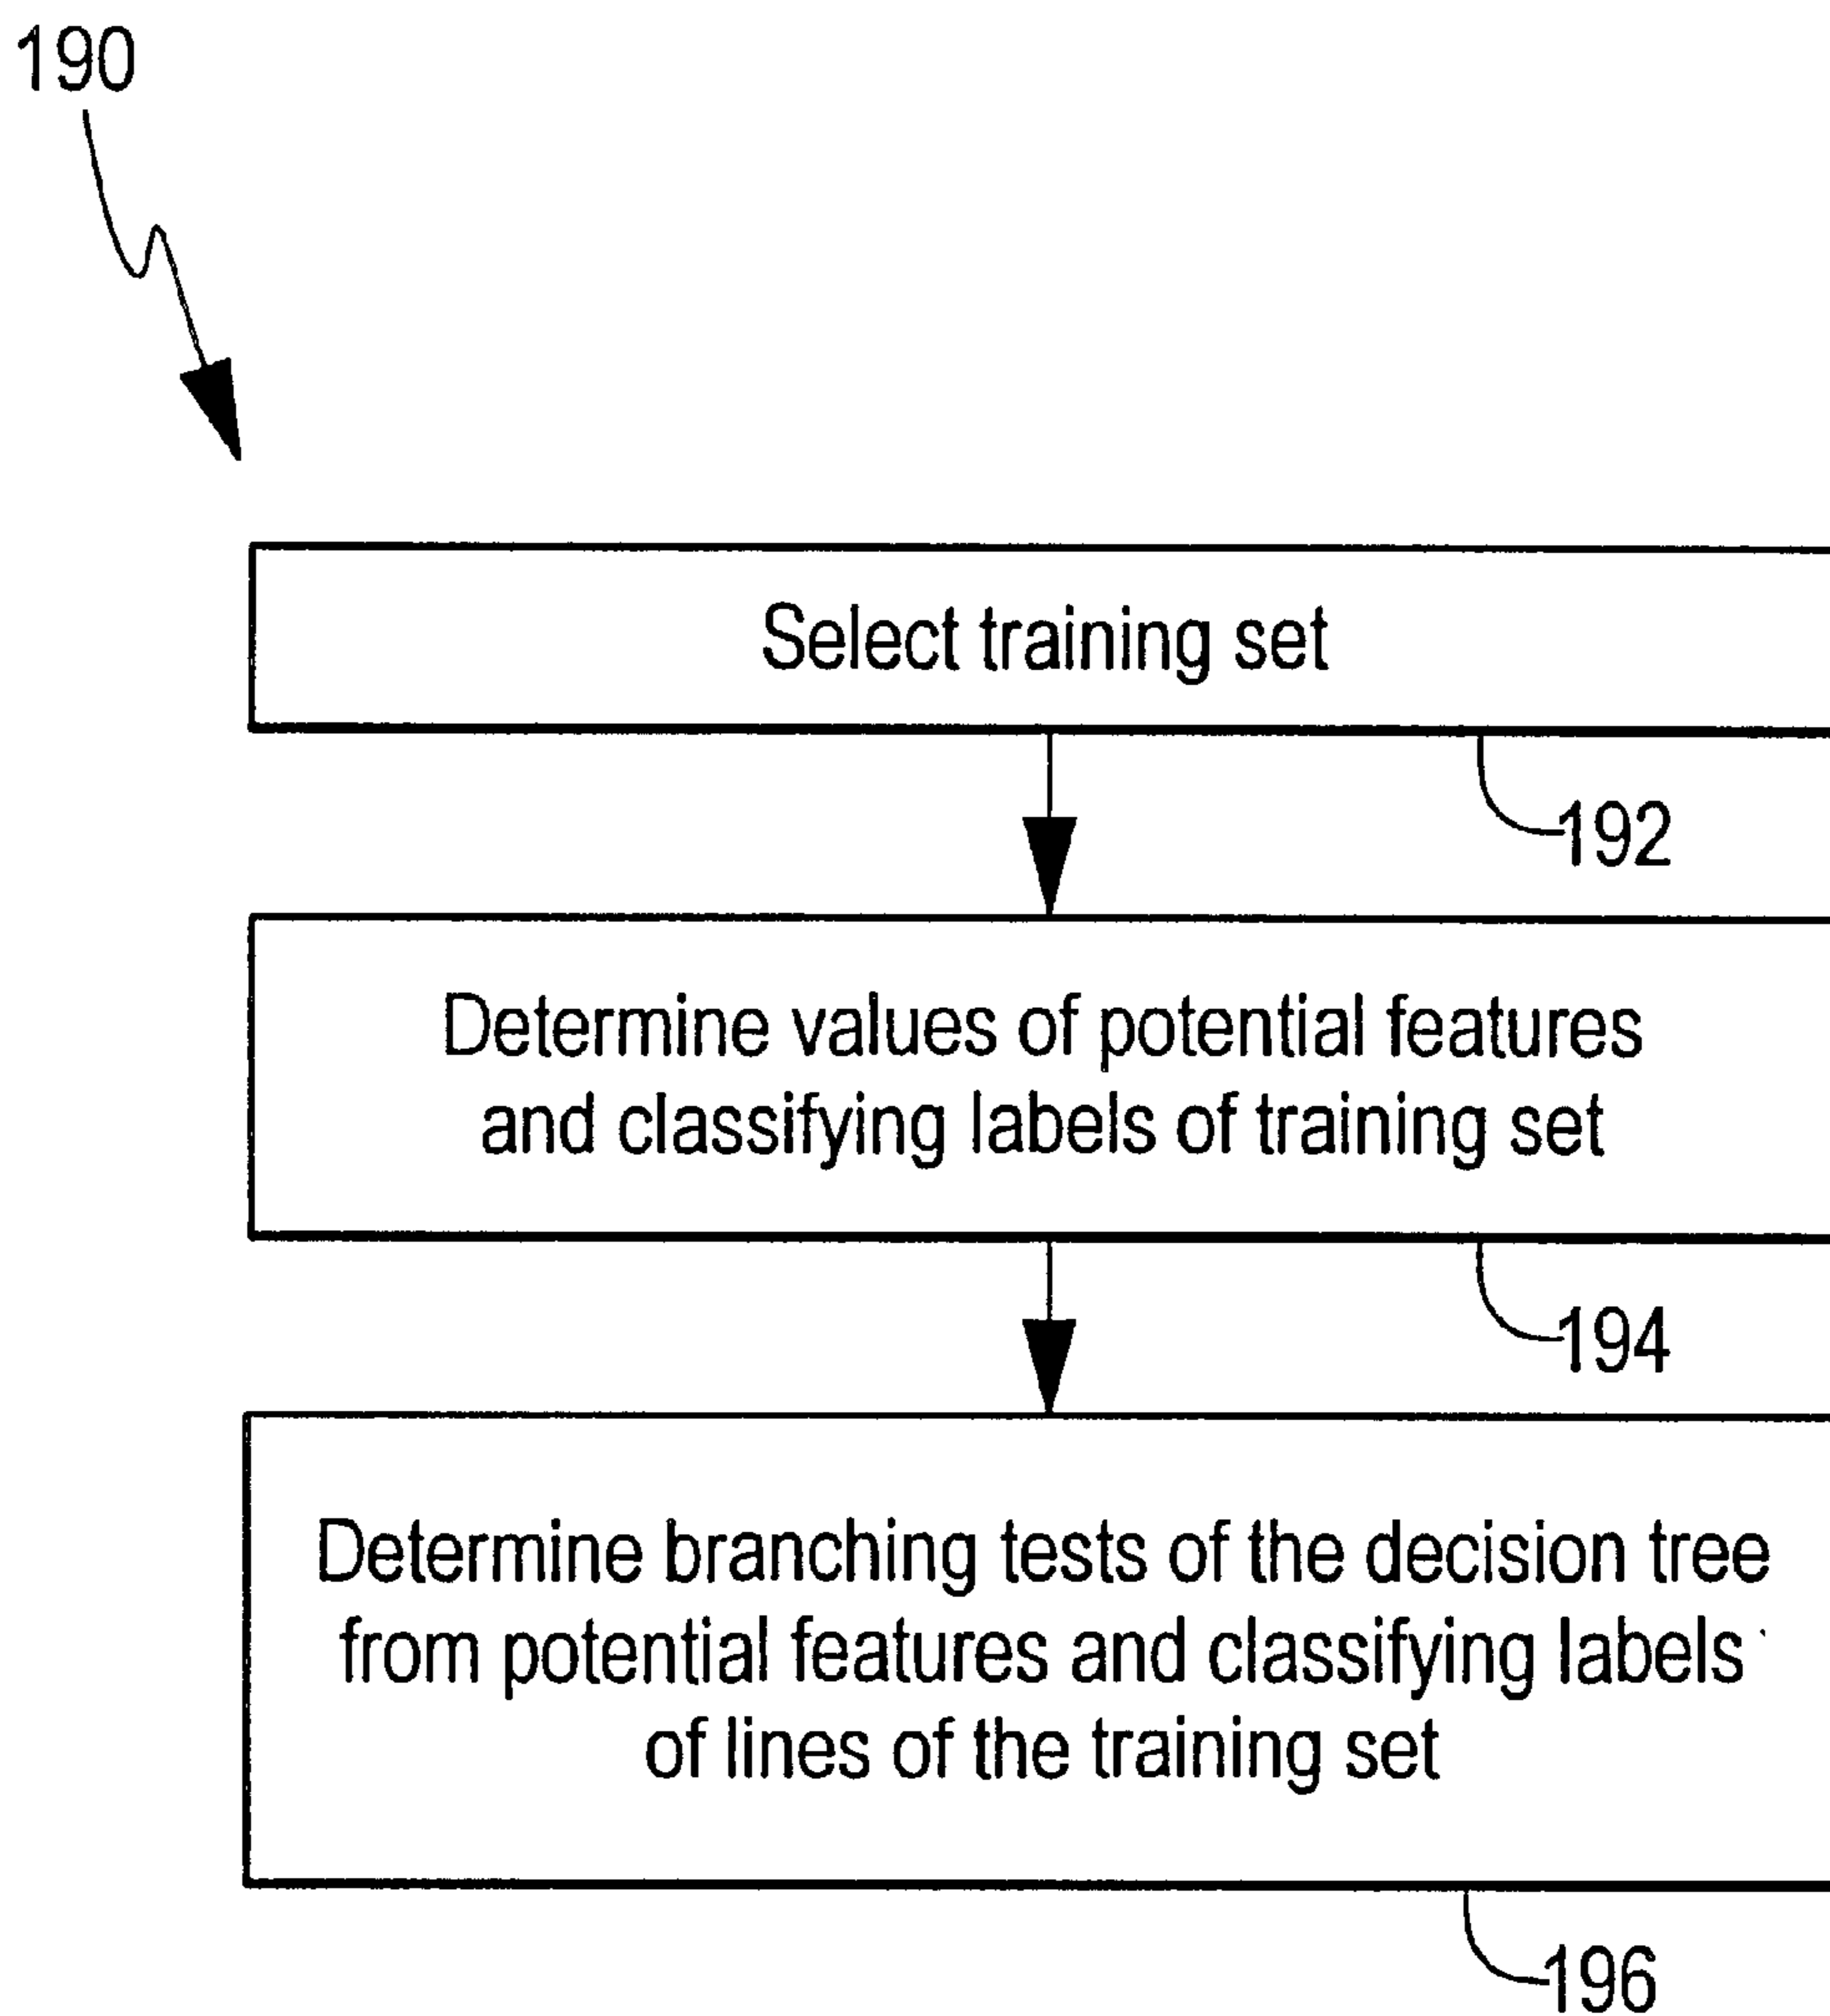 190
Select training set
192
Determine values of potential features
and classifying labels of training set
194
Determine branching tests of the decision tree
from potential features and classifying labels
of lines of the training set
196